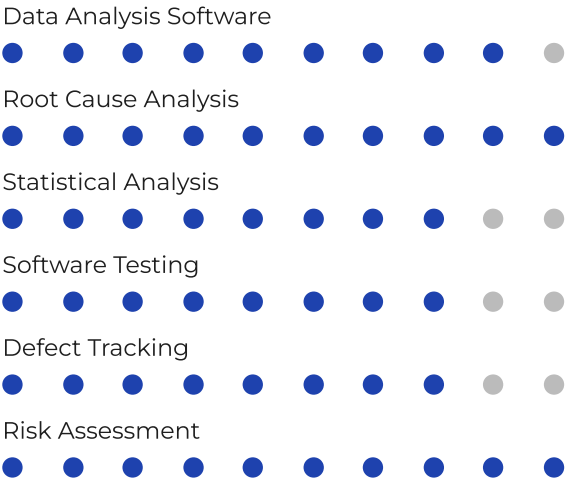 Data Analysis Software
Root Cause Analysis
Statistical Analysis
Software Testing
Defect Tracking
Risk Assessment